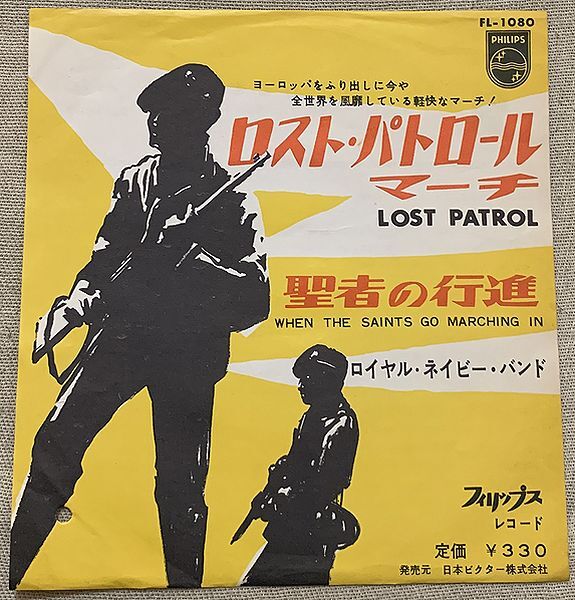 FL-1080
PHILIPS
ヨーロッパをふり出しに今や
全世界を風靡している軽快なマーチ!
ロスト・パトロール
マーチ
LOST PATROL
聖者の行進
WHEN THE SAINTS GO MARCHING IN
ロイヤル・ネイビー・バンド
フィリップス
レコード
定価 ¥330
発売元 日本ビクター株式会社